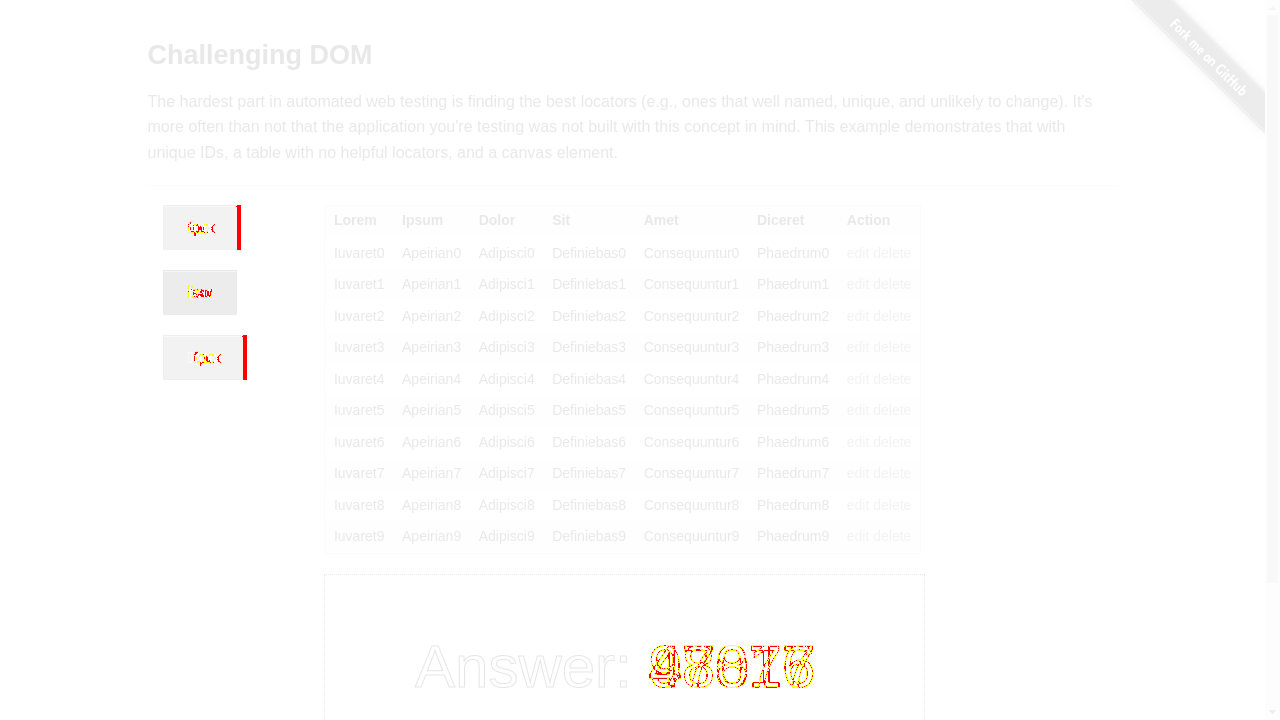 Fork me on GitHub
Challenging DOM
The hardest part in automated web testing is finding the best locators (e.g., ones that well named, unique, and unlikely to change). It's
more often than not that the application you're testing was not built with this concept in mind. This example demonstrates that with
unique IDs, a table with no helpful locators, and a canvas element.
Lorem Ipsum Dolor Sit Amet Diceret Action
Iuvaret0 Apeirian0 Adipisci0 Definiebas0 Consequuntur0 Phaedrum0 edit delete
Iuvaret1 Apeirian1 Adipisci1 Definiebas1 Consequuntur1 Phaedrum1 edit delete
Iuvaret2 Apeirian2 Adipisci2 Definiebas2 Consequuntur2 Phaedrum2 edit delete
Iuvaret3 Apeirian3 Adipisci3 Definiebas3 Consequuntur3 Phaedrum3 edit delete
Iuvaret4 Apeirian4 Adipisci4 Definiebas4 Consequuntur4 Phaedrum4 edit delete
Iuvaret5 Apeirian5 Adipisci5 Definiebas5 Consequuntur5 Phaedrum5 edit delete
Iuvaret6 Apeirian6 Adipisci6 Definiebas6 Consequuntur6 Phaedrum6 edit delete
Iuvaret7 Apeirian7 Adipisci7 Definiebas7 Consequuntur7 Phaedrum7 edit delete
Iuvaret8 Apeirian8 Adipisci8 Definiebas8 Consequuntur8 Phaedrum8 edit delete
Iuvaret9 Apeirian9 Adipisci9 Definiebas9 Consequuntur9 Phaedrum9 edit delete
Answer: